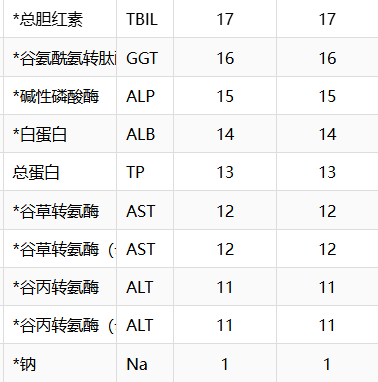 *总胆红素 TBIL 17 17
*谷氨酰氨转肽 GGT 16 16
*碱性磷酸酶 ALP 15 15
*白蛋白 ALB 14 14
总蛋白 TP 13 13
*谷草转氨酶 AST 12 12
*谷草转氨酶（ AST 12 12
*谷丙转氨酶 ALT 11 11
*谷丙转氨酶（ ALT 11 11
*钠 Na 1 1